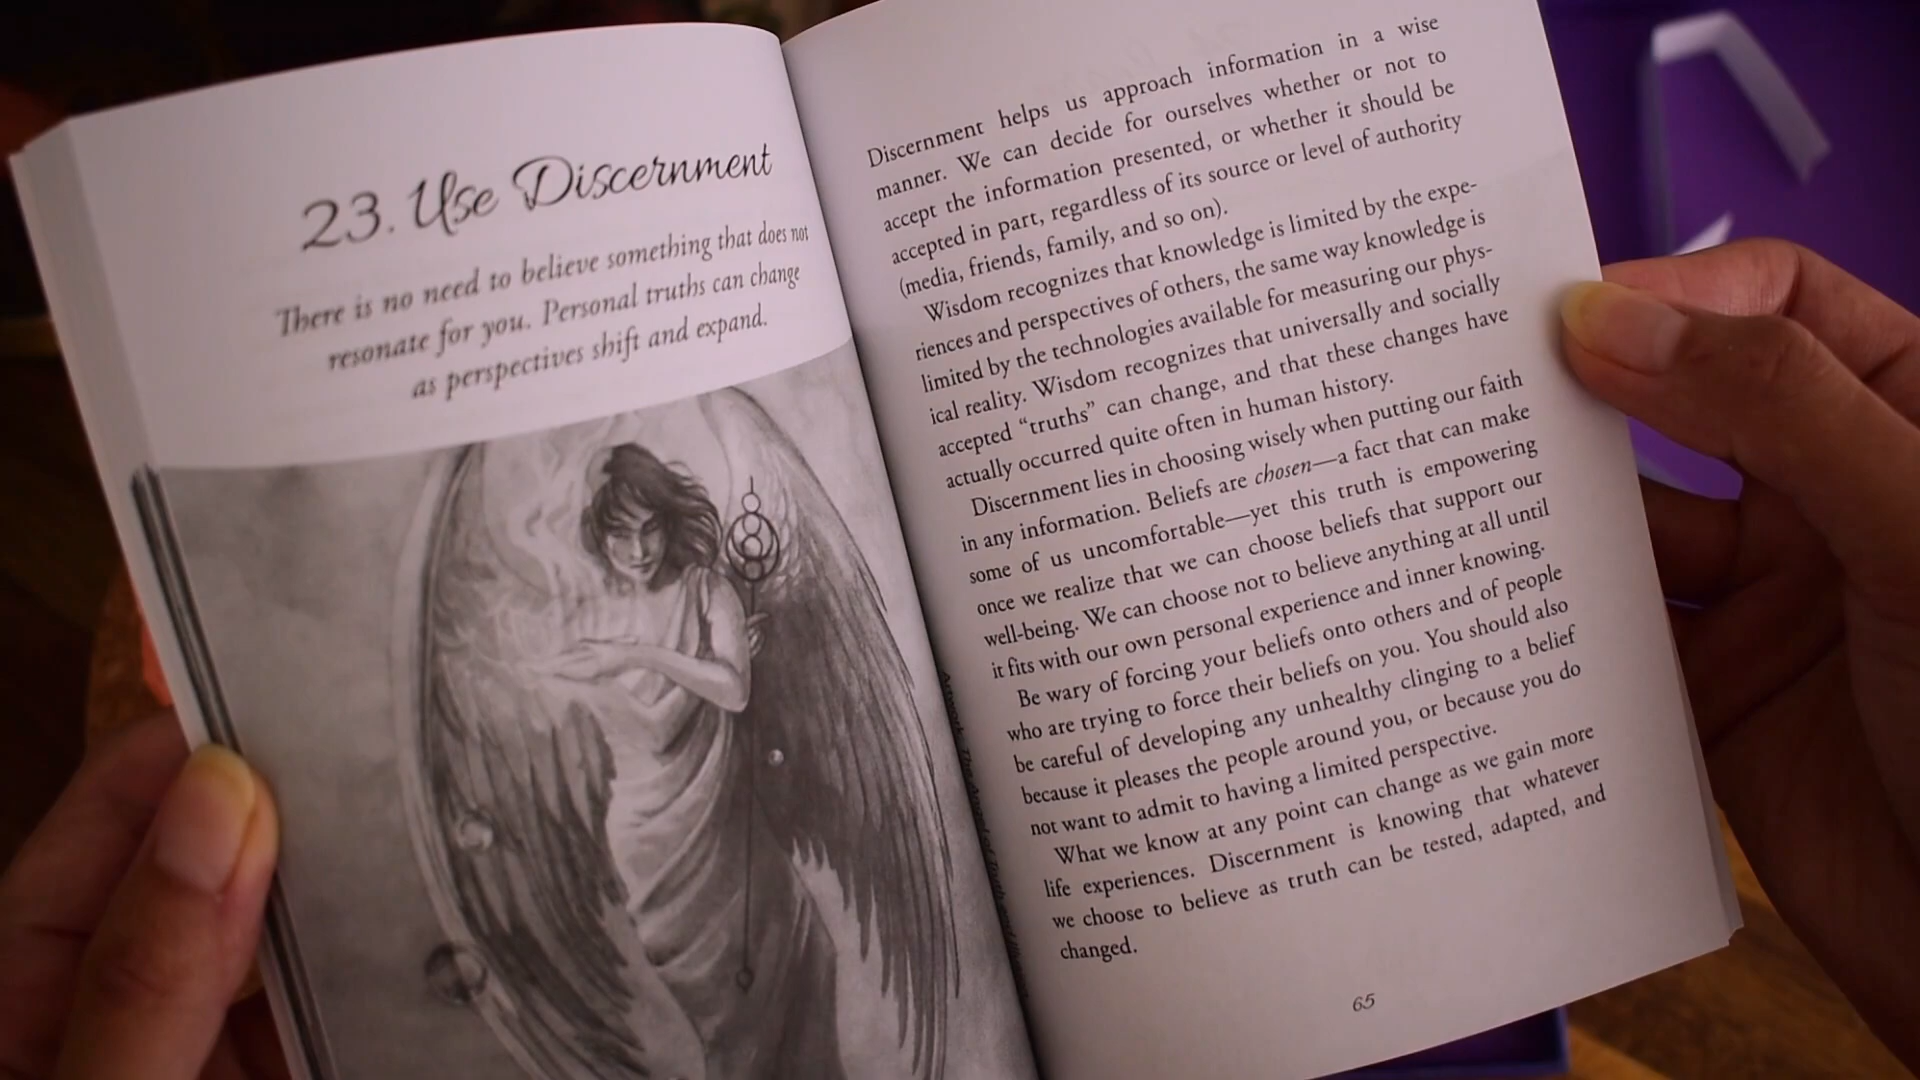 23. Use Discernment
There is no need to believe something that does not
resonate for you. Personal truths can change
as perspectives shift and expand.
Artwork: The Angel of Truth and
Discernment helps us approach information in a wise
manner. We can decide for ourselves whether or not to
accept the information presented, or whether it should be
accepted in part, regardless of its source or level of authority
(media, friends, family, and so on).
Wisdom recognizes that knowledge is limited by the expe-
riences and perspectives of others, the same way knowledge is
limited by the technologies available for measuring our phys-
ical reality. Wisdom recognizes that universally and socially
accepted “truths” can change, and that these changes have
actually occurred quite often in human history.
Discernment lies in choosing wisely when putting our faith
in any information. Beliefs are chosen—a fact that can make
some of us uncomfortable—yet this truth is empowering
once we realize that we can choose beliefs that support our
well-being. We can choose not to believe anything at all until
it fits with our own personal experience and inner knowing.
Be wary of forcing your beliefs onto others and of people
who are trying to force their beliefs on you. You should also
be careful of developing any unhealthy clinging to a belief
because it pleases the people around you, or because you do
not want to admit to having a limited perspective.
What we know at any point can change as we gain more
life experiences. Discernment is knowing that whatever
we choose to believe as truth can be tested, adapted, and
changed.
65